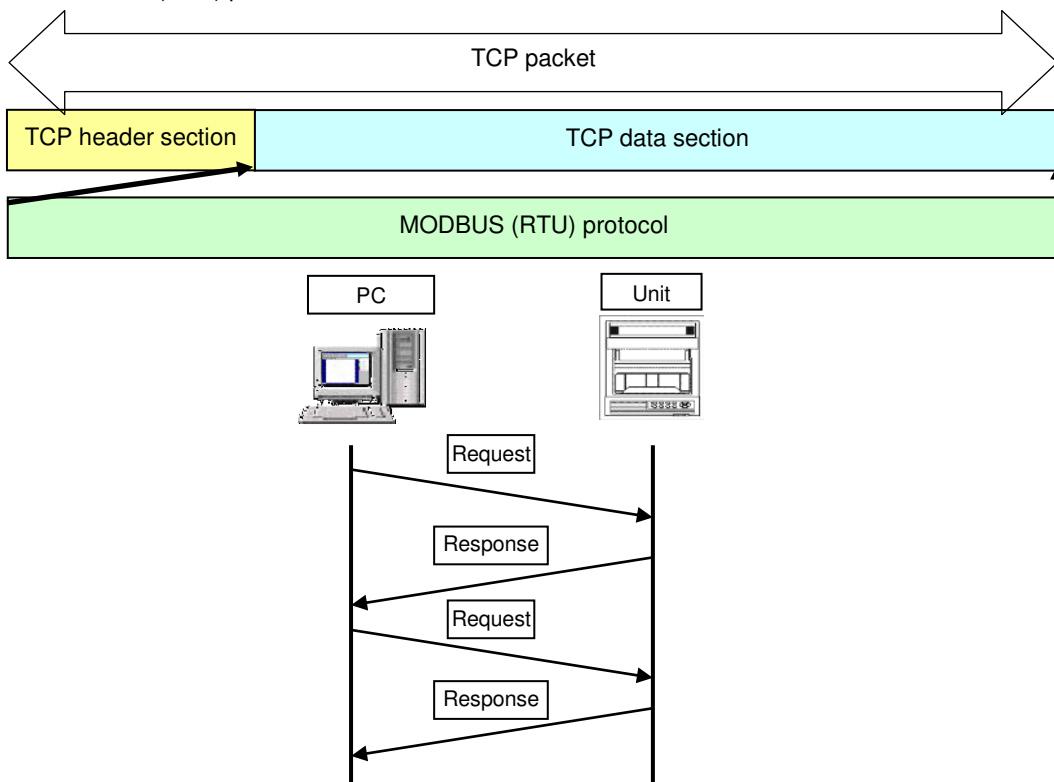 TCP packet
TCP header section
TCP data section
MODBUS (RTU) protocol
PC
Unit
Request
Response
Request
Response